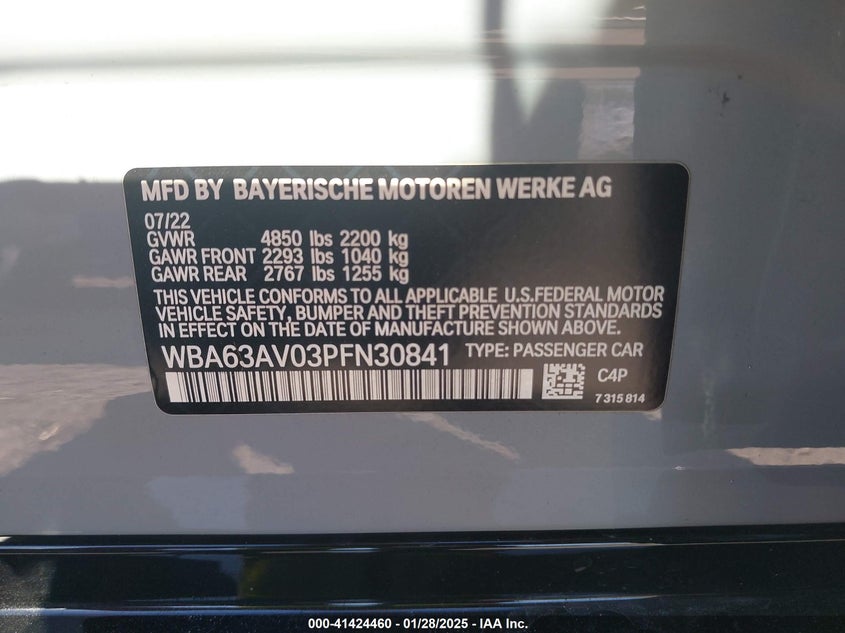 MFD BY BAYERISCHE MOTOREN WERKE AG
07/22
GVWR 4850 lbs 2200 kg
GAWR FRONT 2293 lbs 1040 kg
GAWR REAR 2767 lbs 1255 kg
THIS VEHICLE CONFORMS TO ALL APPLICABLE U.S.FEDERAL MOTOR
VEHICLE SAFETY, BUMPER AND THEFT PREVENTION STANDARDS
IN EFFECT ON THE DATE OF MANUFACTURE SHOWN ABOVE.
WBA63AV03PFN30841 TYPE: PASSENGER CAR
C4P
7 315 814
000-41424460 - 01/28/2025 - IAA Inc.